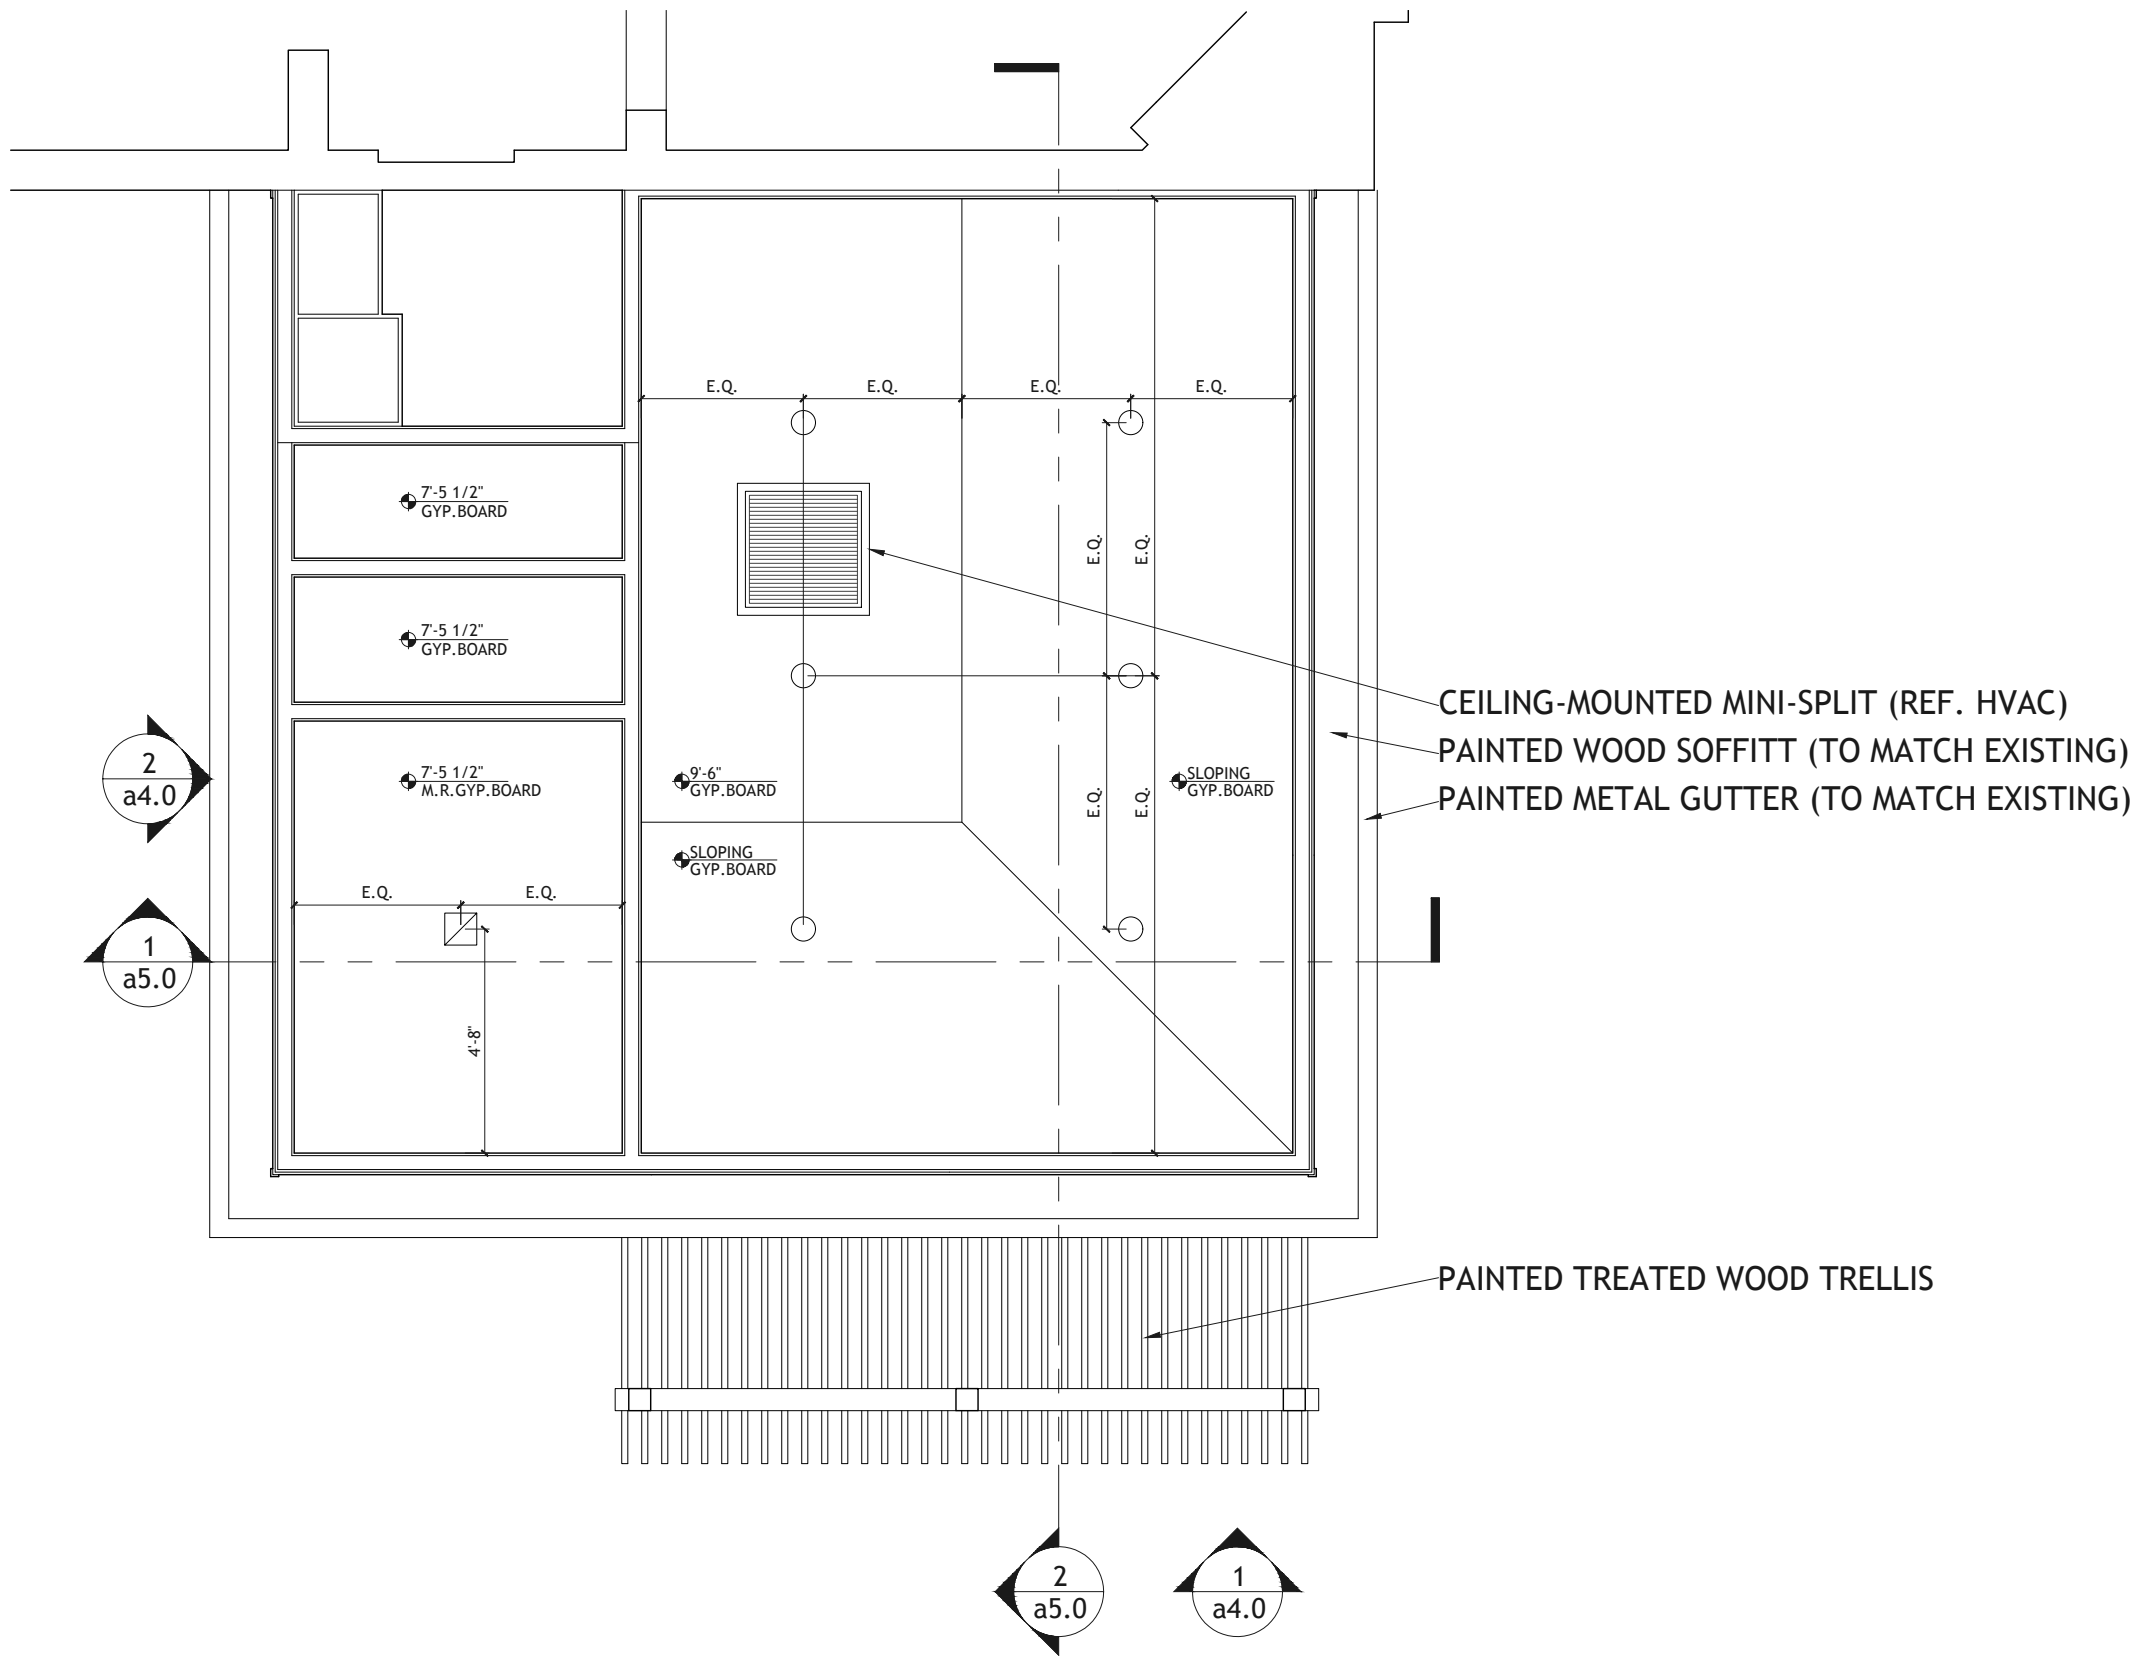 E.Q.
E.Q.
E.Q.
E.Q.
7'-5 1/2"
GYP.BOARD
E.Q.
E.Q.
7'-5 1/2"
GYP.BOARD
CEILING-MOUNTED MINI-SPLIT (REF. HVAC)
PAINTED WOOD SOFFITT (TO MATCH EXISTING)
PAINTED METAL GUTTER (TO MATCH EXISTING)
2
a4.0
7'-5 1/2"
M.R.GYP.BOARD
9'-6"
GYP.BOARD
SLOPING
GYP.BOARD
E.Q.
E.Q.
SLOPING
GYP.BOARD
E.Q.
E.Q.
1
a5.0
4'-8"
PAINTED TREATED WOOD TRELLIS
2
a5.0
1
a4.0